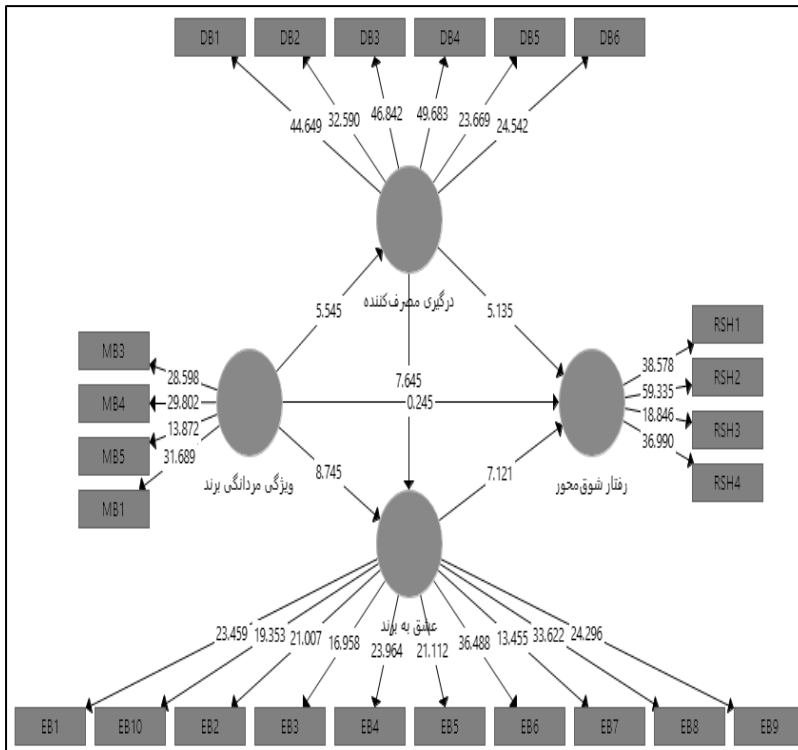 DB1 DB2 DB3 DB4 DB5 DB6
44.649 32.590 46.842 49.683 23.669 24.542
درگیری مصرف‌کننده
5.545 5.135
MB3
MB4
MB5
MB1
28.598
29.802
13.872
31.689
ویژگی مردانگی برند
7.645
0.245
8.745 7.121
RSH1
RSH2
RSH3
RSH4
38.578
59.335
18.846
36.990
رفتار شوق‌محور
عشق به برند
23.459 19.353 21.007 16.958 23.964 21.112 36.488 13.455 33.622 24.296
EB1 EB10 EB2 EB3 EB4 EB5 EB6 EB7 EB8 EB9